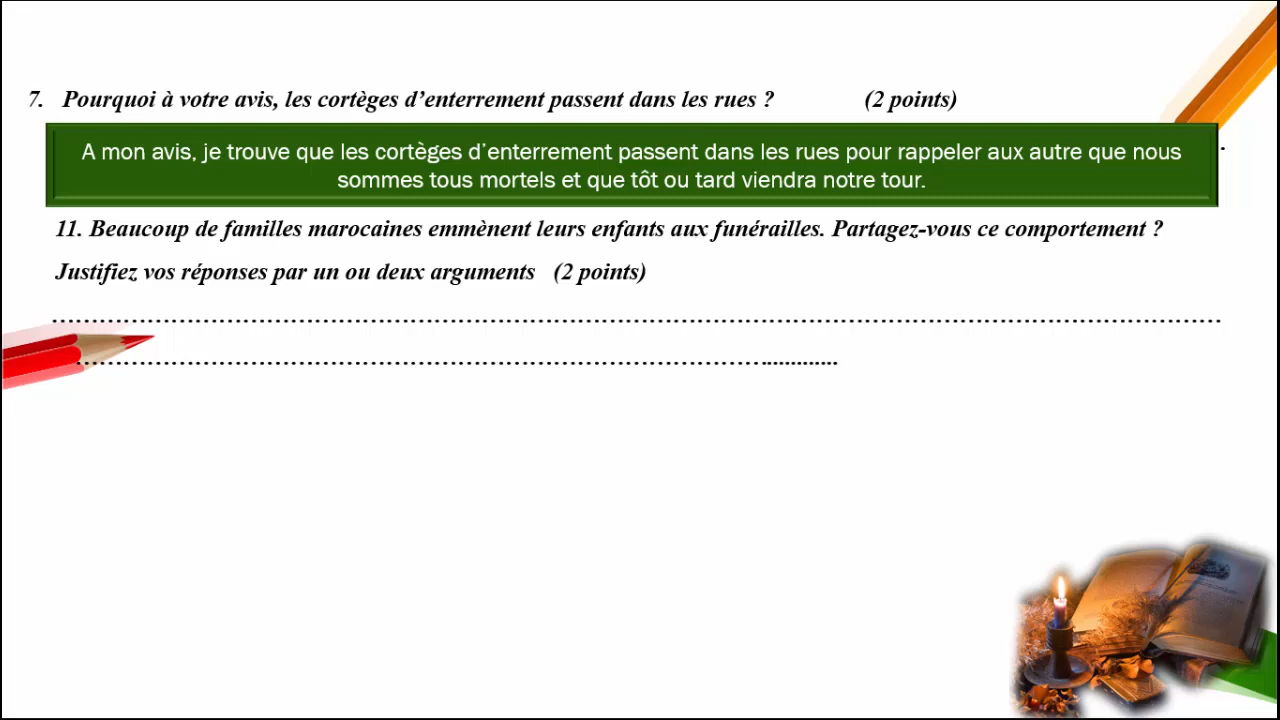 7. Pourquoi à votre avis, les cortèges d'enterrement passent dans les rues ? (2 points)
A mon avis, je trouve que les cortèges d'enterrement passent dans les rues pour rappeler aux autre que nous
sommes tous mortels et que tôt ou tard viendra notre tour.
11. Beaucoup de familles marocaines emmènent leurs enfants aux funérailles. Partagez-vous ce comportement ?
Justifiez vos réponses par un ou deux arguments (2 points)